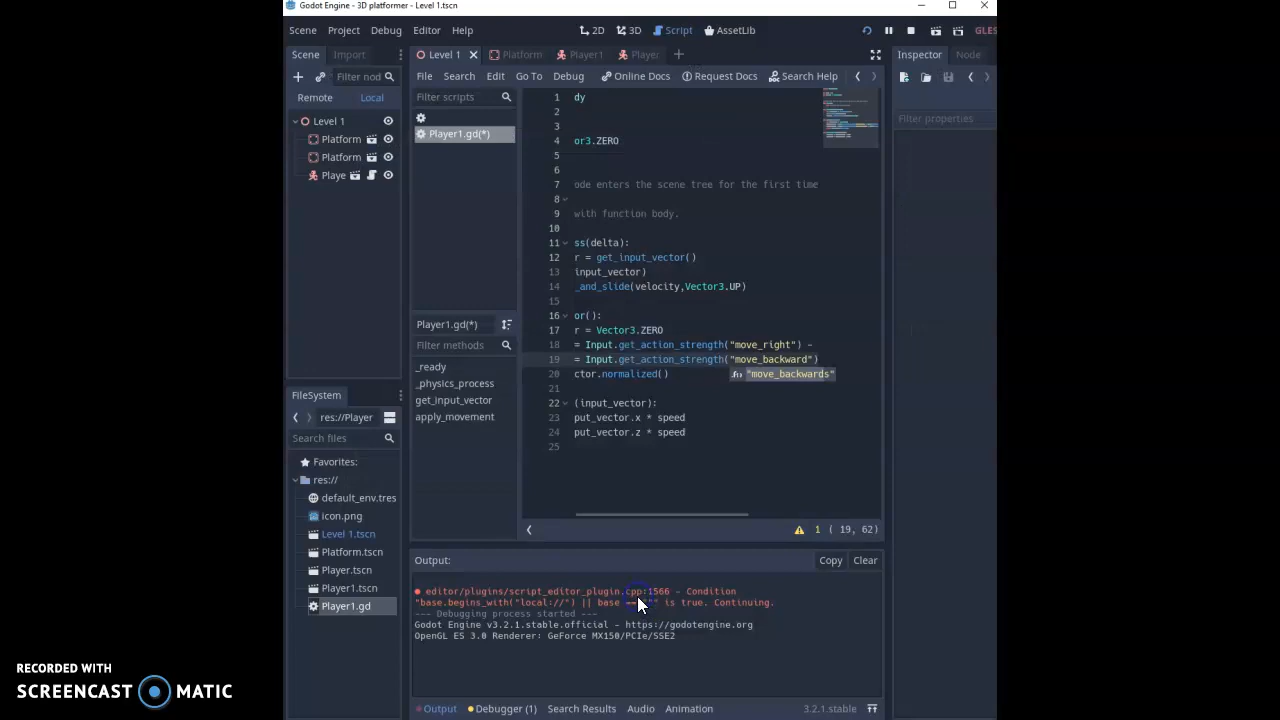 Godot Engine - 3D platformer - Level 1.tscn
Scene Project Debug Editor Help 2D 3D Script AssetLib GLES
Scene Import Level 1 Platform Player1 Player Inspector Node
Filter nod File Search Edit Go To Debug Online Docs Request Docs Search Help
Remote Local Filter scripts
Filter properties
Level 1
Platform
Platform
Playe
Player1.gd(*)
Player1.gd(*)
Filter methods
_ready
_physics_process
get_input_vector
apply_movement
1 dy
2
3
4 or3.ZERO
5
6
7 ode enters the scene tree for the first time
8
9 with function body.
10
11 ss(delta):
12 r = get_input_vector()
13 input_vector)
14 _and_slide(velocity,Vector3.UP)
15
16 or():
17 r = Vector3.ZERO
18 = Input.get_action_strength("move_right") -
19 = Input.get_action_strength("move_backward")
20 ctor.normalized()
"move_backwards"
21
22 (input_vector):
23 put_vector.x * speed
24 put_vector.z * speed
25
1 ( 19, 62)
FileSystem
res://Player
Search files
Favorites:
res://
default_env.tres
icon.png
Level 1.tscn
Platform.tscn
Player.tscn
Player1.tscn
Player1.gd
Output: Copy Clear
editor/plugins/script_editor_plugin.cpp:1566 - Condition
"base.begins_with("local://") || base == "" is true. Continuing.
--- Debugging process started ---
Godot Engine v3.2.1.stable.official - https://godotengine.org
OpenGL ES 3.0 Renderer: GeForce MX150/PCIe/SSE2
Output Debugger (1) Search Results Audio Animation 3.2.1.stable
RECORDED WITH
SCREENCAST MATIC